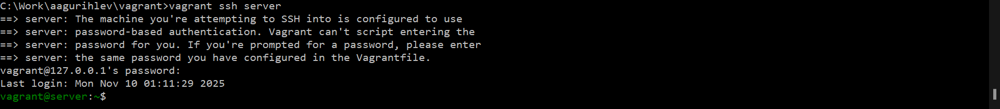 C:\Work\aagurihlev\vagrant>vagrant ssh server
==> server: The machine you're attempting to SSH into is configured to use
==> server: password-based authentication. Vagrant can't script entering the
==> server: password for you. If you're prompted for a password, please enter
==> server: the same password you have configured in the Vagrantfile.
vagrant@127.0.0.1's password:
Last login: Mon Nov 10 01:11:29 2025
vagrant@server:~$